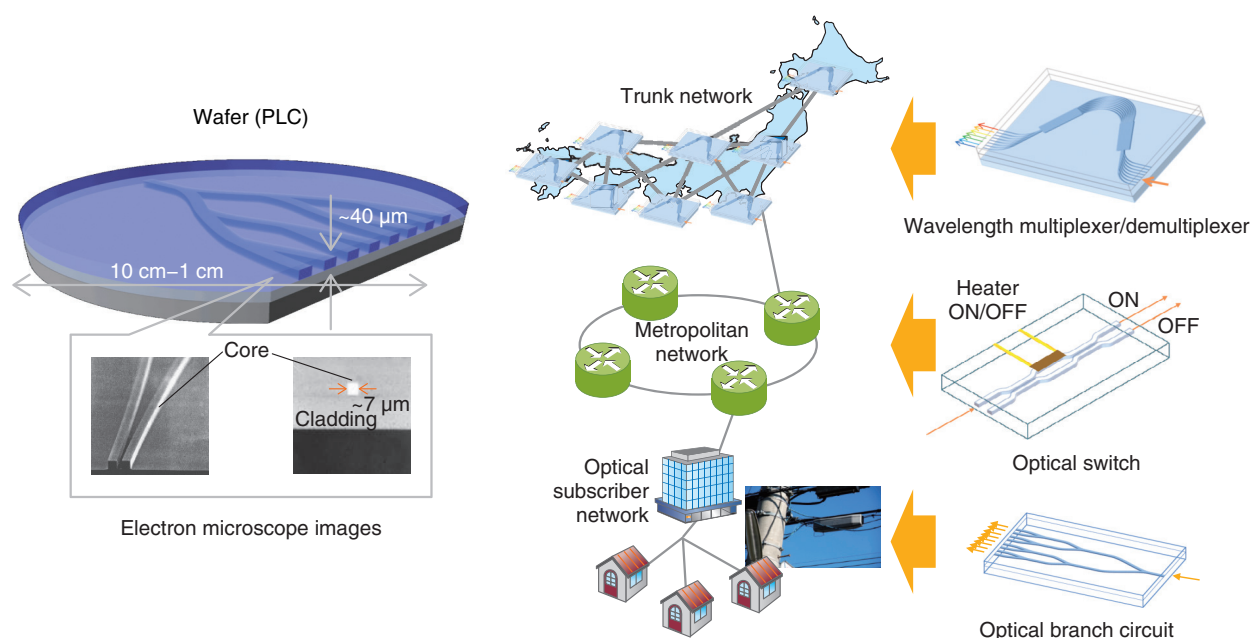 Wafer (PLC)
~40 µm
10 cm–1 cm
Core
~7 µm
Cladding
Electron microscope images
Trunk network
Metropolitan
network
Optical
subscriber
network
Wavelength multiplexer/demultiplexer
Heater
ON/OFF
ON
OFF
Optical switch
Optical branch circuit